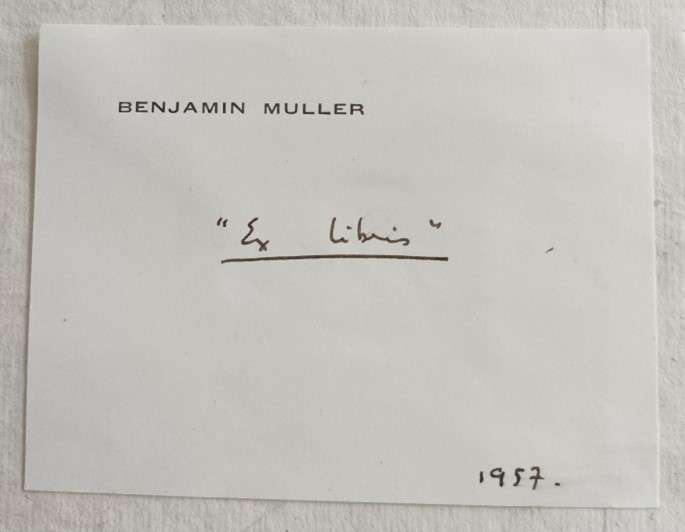 BENJAMIN MULLER
"Ex libris"
1957.